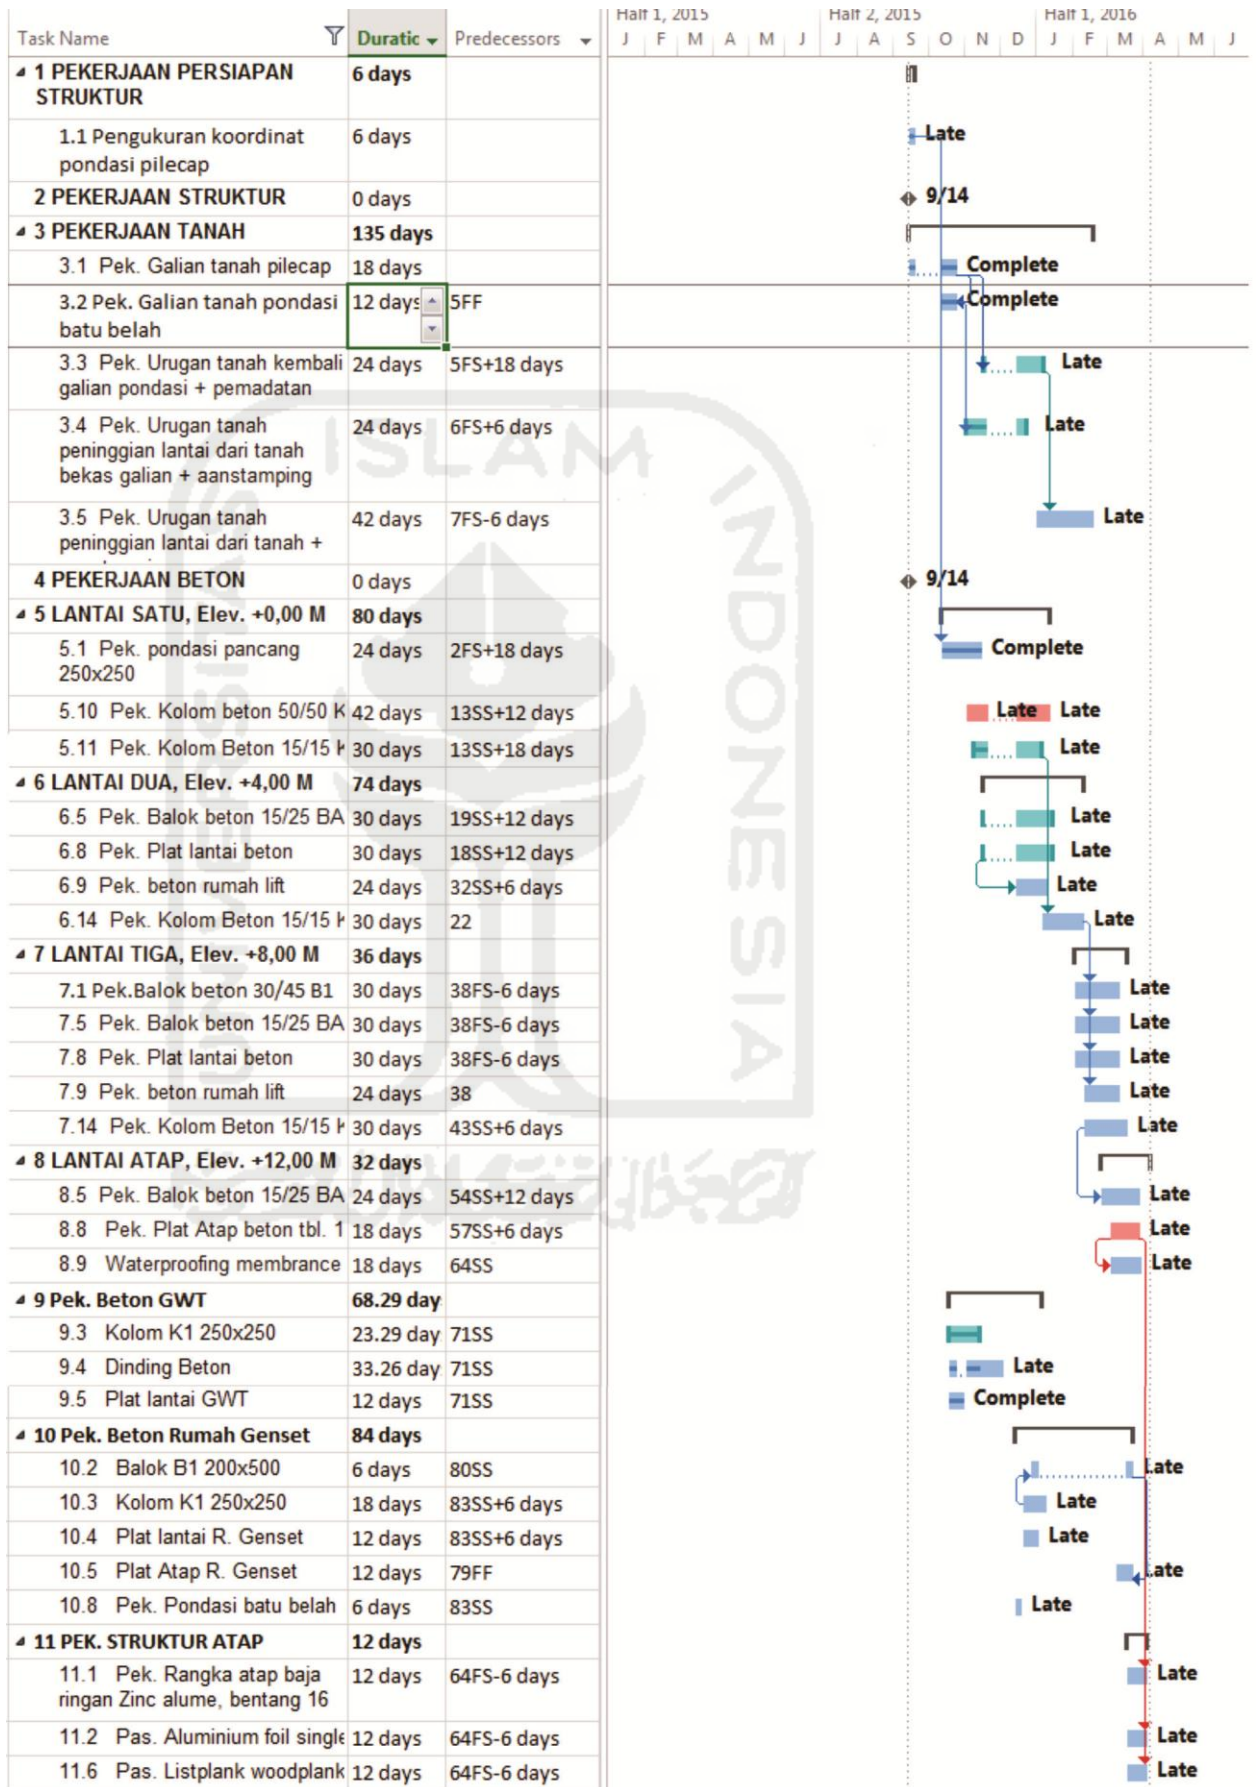 Half 1, 2015 Half 2, 2015 Half 1, 2016
Task Name Duratic Predecessors J F M A M J J A S O N D J F M A M J
1 PEKERJAAN PERSIAPAN 6 days
STRUKTUR
1.1 Pengukuran koordinat 6 days Late
pondasi pilecap
2 PEKERJAAN STRUKTUR 0 days 9/14
3 PEKERJAAN TANAH 135 days
3.1 Pek. Galian tanah pilecap 18 days Complete
3.2 Pek. Galian tanah pondasi 12 days 5FF Complete
batu belah
3.3 Pek. Urugan tanah kembali 24 days 5FS+18 days Late
galian pondasi + pemadatan
3.4 Pek. Urugan tanah 24 days 6FS+6 days Late
peninggian lantai dari tanah
bekas galian + aanstamping
3.5 Pek. Urugan tanah 42 days 7FS-6 days Late
peninggian lantai dari tanah +
4 PEKERJAAN BETON 0 days 9/14
5 LANTAI SATU, Elev. +0,00 M 80 days
5.1 Pek. pondasi pancang 24 days 2FS+18 days Complete
250x250
5.10 Pek. Kolom beton 50/50 K 42 days 13SS+12 days Late Late
5.11 Pek. Kolom Beton 15/15 K 30 days 13SS+18 days Late
6 LANTAI DUA, Elev. +4,00 M 74 days
6.5 Pek. Balok beton 15/25 BA 30 days 19SS+12 days Late
6.8 Pek. Plat lantai beton 30 days 18SS+12 days Late
6.9 Pek. beton rumah lift 24 days 32SS+6 days Late
6.14 Pek. Kolom Beton 15/15 K 30 days 22 Late
7 LANTAI TIGA, Elev. +8,00 M 36 days
7.1 Pek.Balok beton 30/45 B1 30 days 38FS-6 days Late
7.5 Pek. Balok beton 15/25 BA 30 days 38FS-6 days Late
7.8 Pek. Plat lantai beton 30 days 38FS-6 days Late
7.9 Pek. beton rumah lift 24 days 38 Late
7.14 Pek. Kolom Beton 15/15 K 30 days 43SS+6 days Late
8 LANTAI ATAP, Elev. +12,00 M 32 days
8.5 Pek. Balok beton 15/25 BA 24 days 54SS+12 days Late
8.8 Pek. Plat Atap beton tbl. 1 18 days 57SS+6 days Late
8.9 Waterproofing membrance 18 days 64SS Late
9 Pek. Beton GWT 68.29 day
9.3 Kolom K1 250x250 23.29 day 71SS
9.4 Dinding Beton 33.26 day 71SS Late
9.5 Plat lantai GWT 12 days 71SS Complete
10 Pek. Beton Rumah Genset 84 days
10.2 Balok B1 200x500 6 days 80SS Late
10.3 Kolom K1 250x250 18 days 83SS+6 days Late
10.4 Plat lantai R. Genset 12 days 83SS+6 days Late
10.5 Plat Atap R. Genset 12 days 79FF Late
10.8 Pek. Pondasi batu belah 6 days 83SS Late
11 PEK. STRUKTUR ATAP 12 days
11.1 Pek. Rangka atap baja 12 days 64FS-6 days Late
ringan Zinc alume, bentang 16
11.2 Pas. Aluminium foil single 12 days 64FS-6 days Late
11.6 Pas. Listplank woodplank 12 days 64FS-6 days Late
UNIVERSITAS
ISLAM
INDONESIA